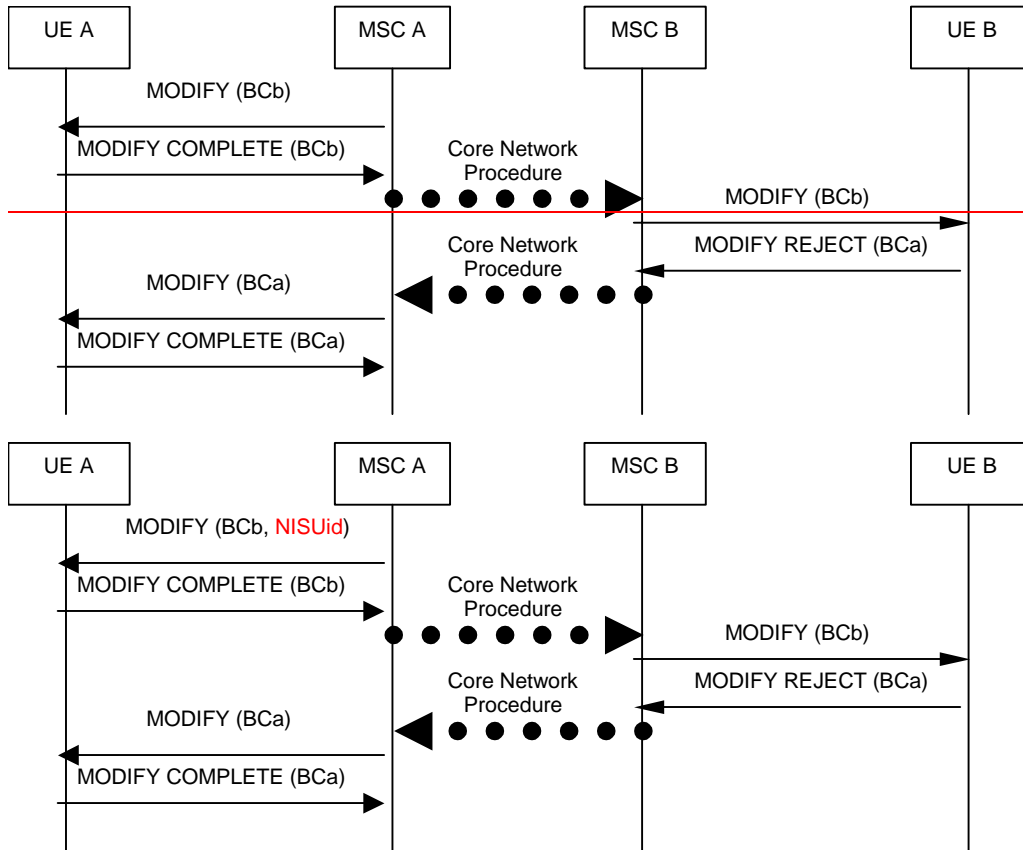 UE A
MSC A
MSC B
UE B
MODIFY (BCb)
MODIFY COMPLETE (BCb)
Core Network
Procedure
MODIFY (BCb)
MODIFY REJECT (BCa)
Core Network
Procedure
MODIFY (BCa)
MODIFY COMPLETE (BCa)
UE A
MSC A
MSC B
UE B
MODIFY (BCb, NISUid)
MODIFY COMPLETE (BCb)
Core Network
Procedure
MODIFY (BCb)
MODIFY REJECT (BCa)
Core Network
Procedure
MODIFY (BCa)
MODIFY COMPLETE (BCa)